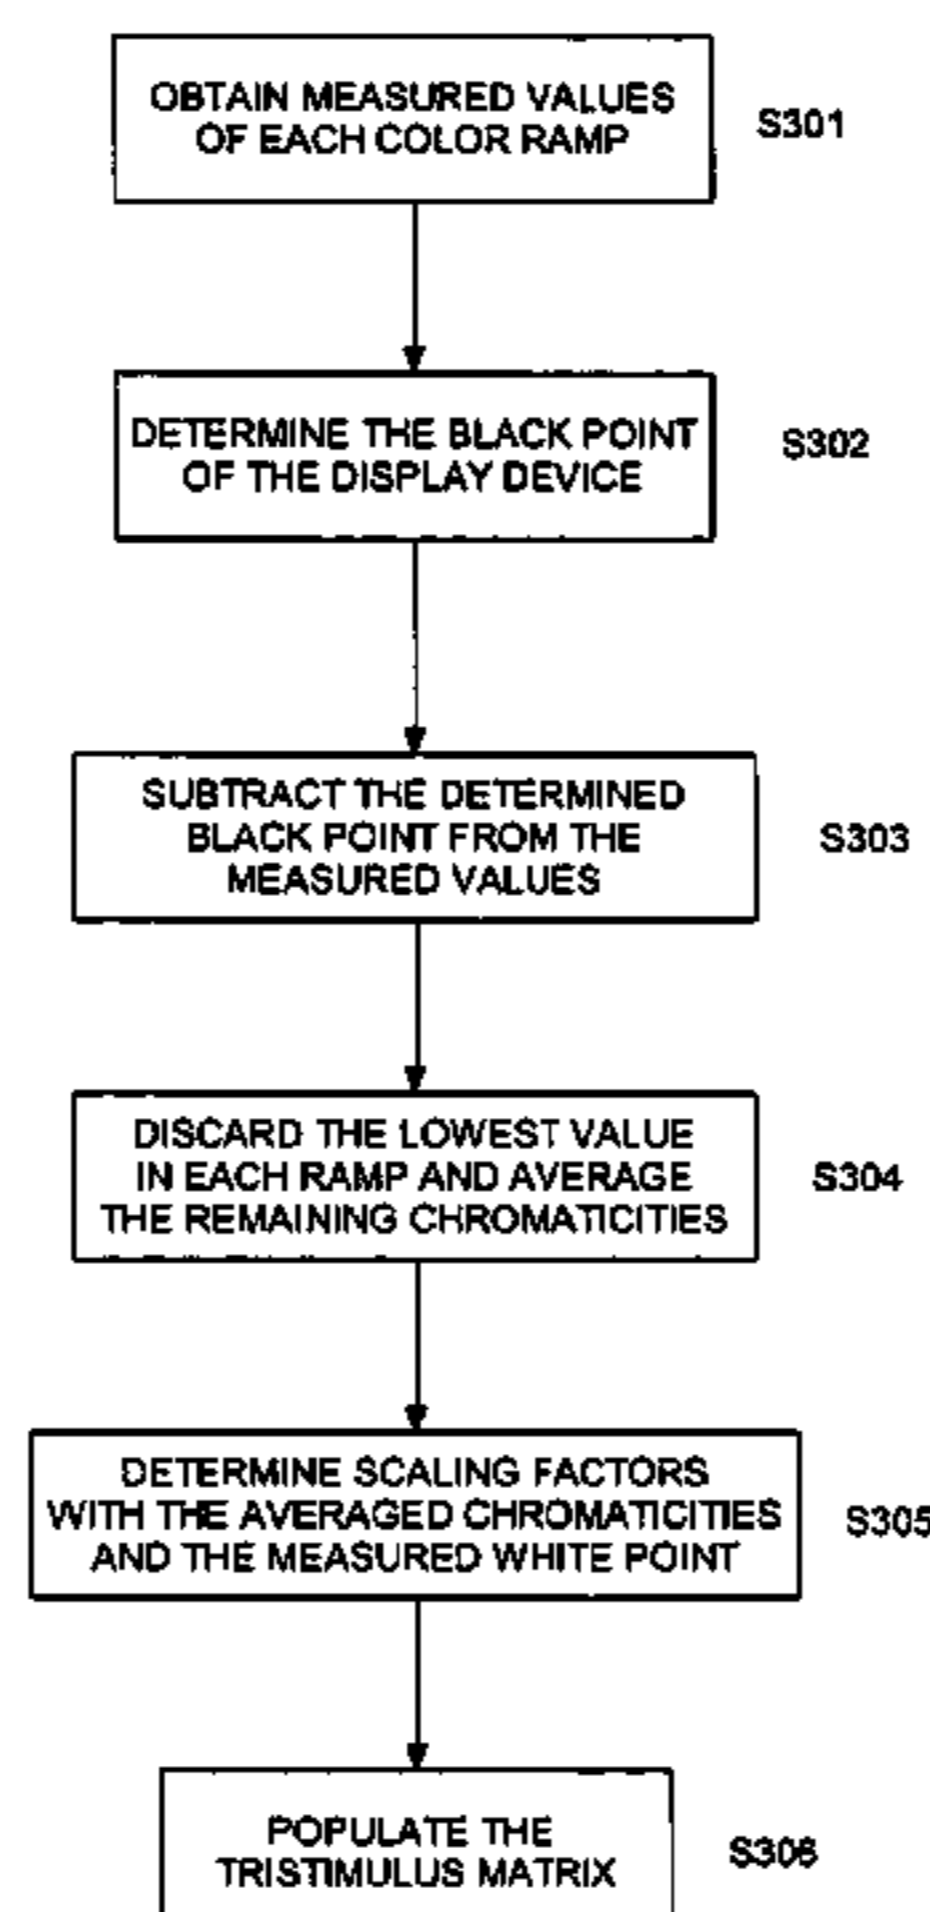 OBTAIN MEASURED VALUES
OF EACH COLOR RAMP
S301
DETERMINE THE BLACK POINT
OF THE DISPLAY DEVICE
S302
SUBTRACT THE DETERMINED
BLACK POINT FROM THE
MEASURED VALUES
S303
DISCARD THE LOWEST VALUE
IN EACH RAMP AND AVERAGE
THE REMAINING CHROMATICITIES
S304
DETERMINE SCALING FACTORS
WITH THE AVERAGED CHROMATICITIES
AND THE MEASURED WHITE POINT
S305
POPULATE THE
TRISTIMULUS MATRIX
S306